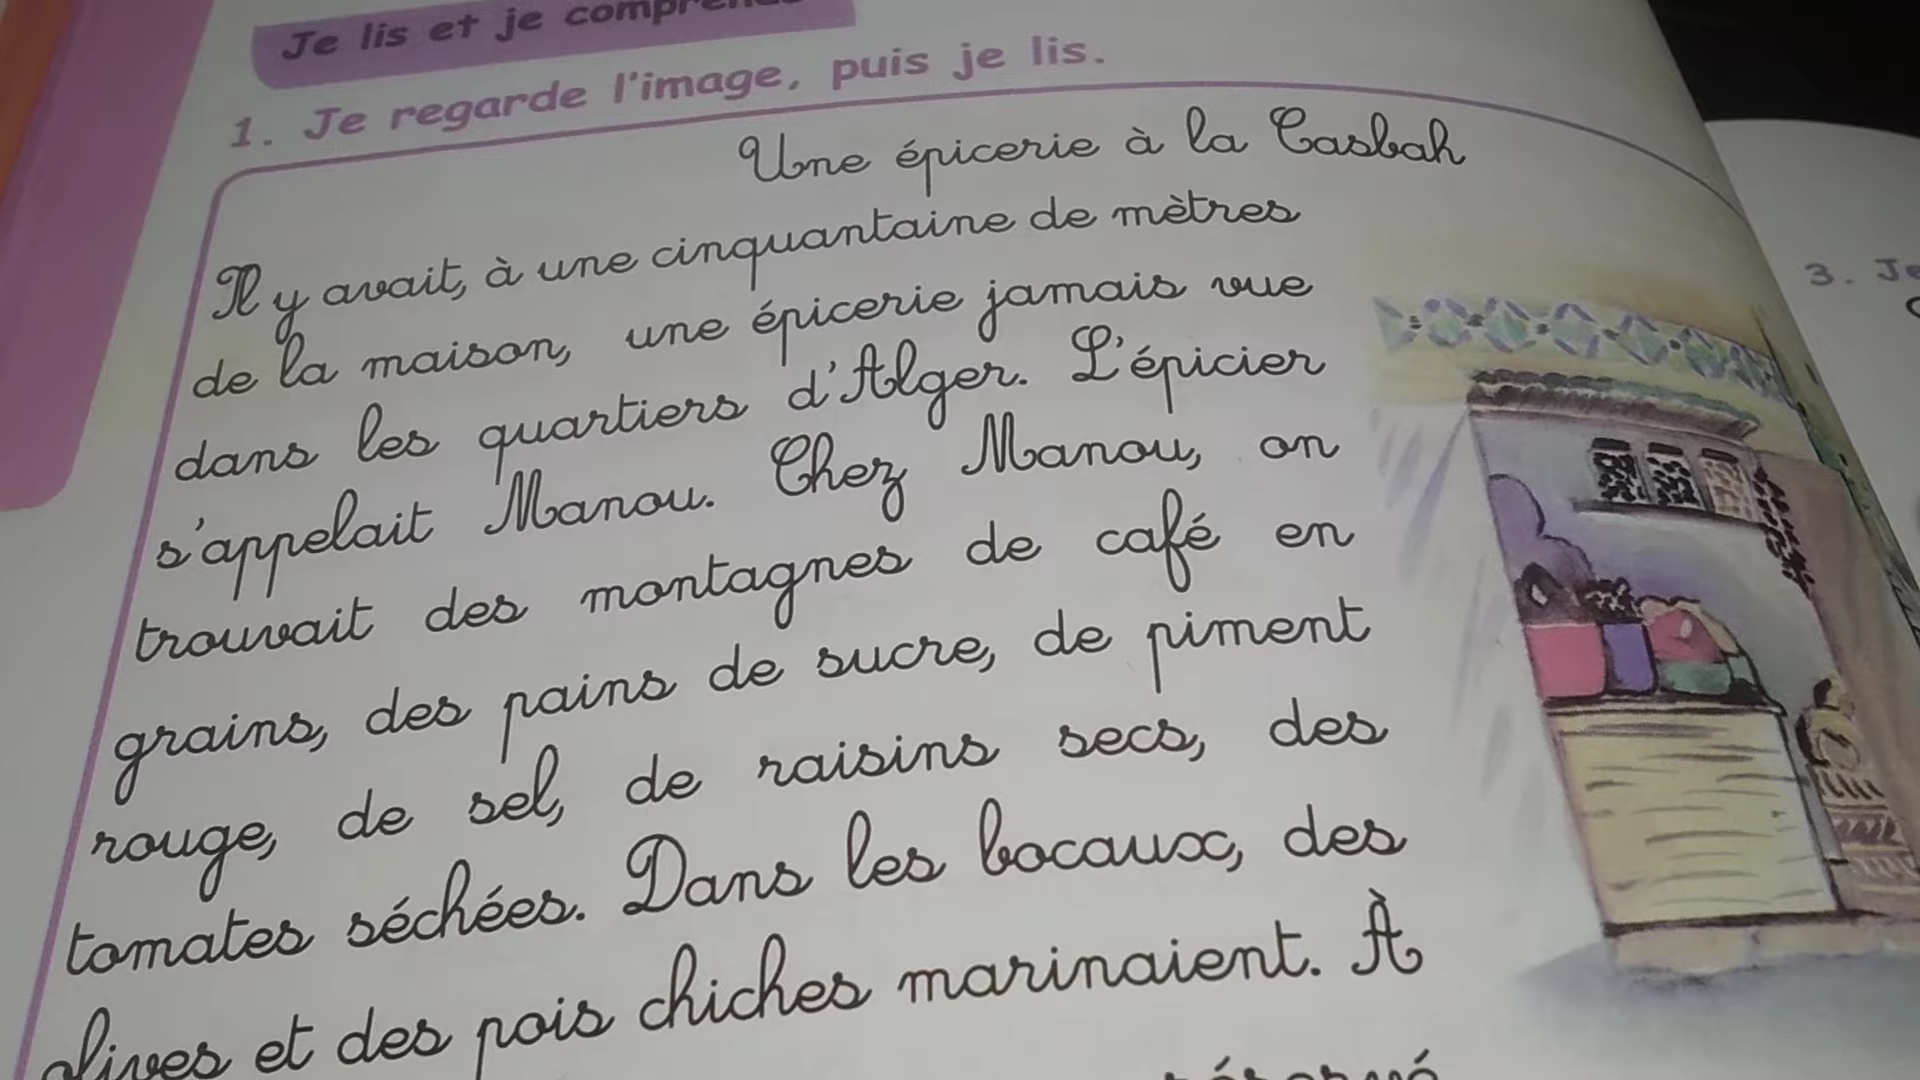 Je lis et je comprends
1. Je regarde l'image, puis je lis.
Une épicerie à la Casbah
Il y avait, à une cinquantaine de mètres
de la maison, une épicerie jamais vue
dans les quartiers d'Alger. L'épicier
s'appelait Manou. Chez Manou, on
trouvait des montagnes de café en
grains, des pains de sucre, de piment
rouge, de sel, de raisins secs, des
tomates séchées. Dans les bocaux, des
olives et des pois chiches marinaient. À
3. Je